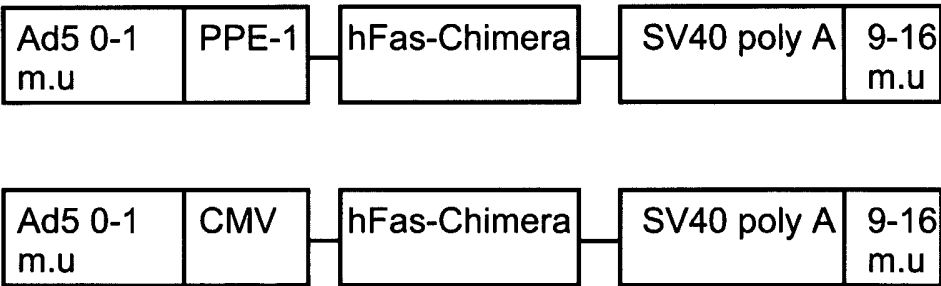 Ad5 0-1 PPE-1 hFas-Chimera SV40 poly A 9-16
m.u m.u
Ad5 0-1 CMV hFas-Chimera SV40 poly A 9-16
m.u m.u